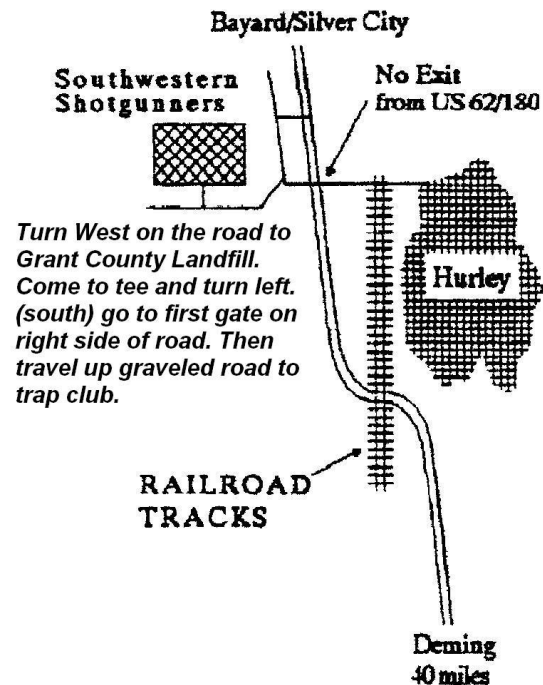 Bayard/Silver City
Southwestern
Shotgunners
No Exit
from US 62/180
Turn West on the road to
Grant County Landfill.
Come to tee and turn left.
(south) go to first gate on
right side of road. Then
travel up graveled road to
trap club.
Hurley
RAILROAD
TRACKS
Deming
40 miles